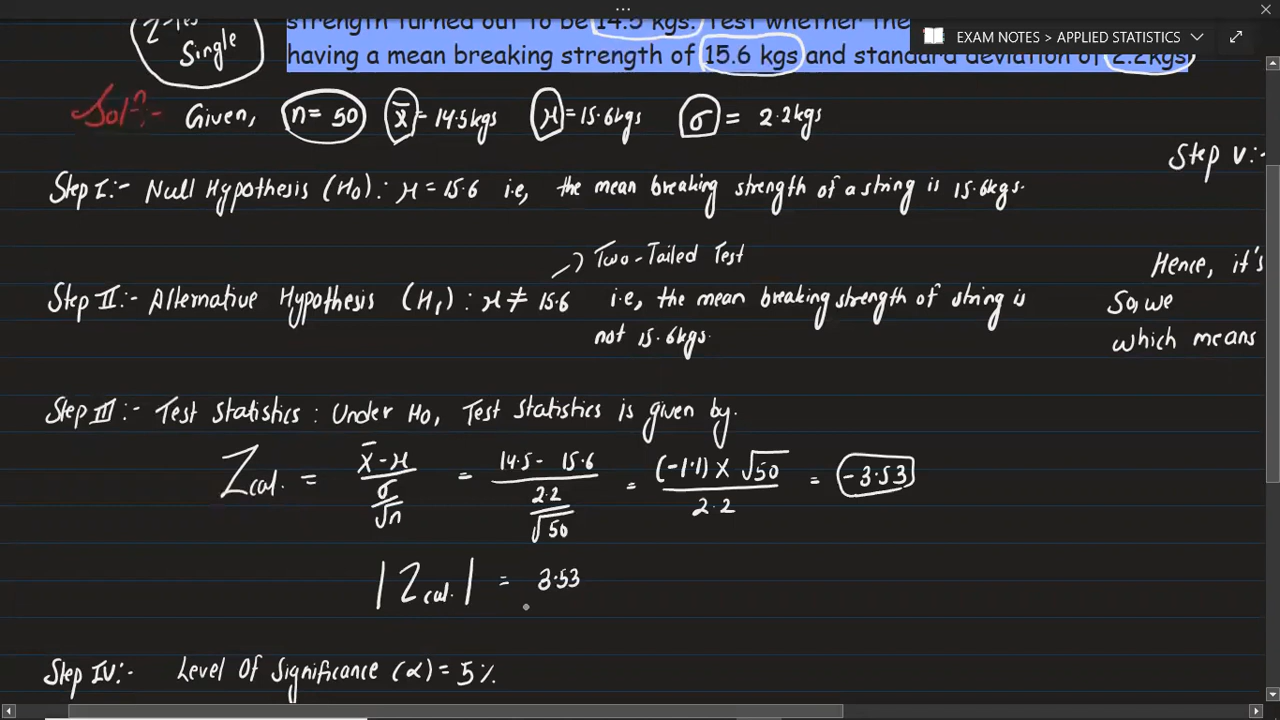 Z-Tes
Single
strength turned out to be 14.5 kgs. Test whether the
having a mean breaking strength of 15.6 kgs and standard deviation of 2.2kgs.
EXAM NOTES > APPLIED STATISTICS
Solⁿ:- Given, n = 50 x̄ = 14.5kgs μ = 15.6kgs σ = 2.2kgs
Step V:-
Step I:- Null Hypothesis (H0): μ = 15.6 i.e, the mean breaking strength of a string is 15.6kgs.
Two-Tailed Test
Hence, it's
Step II:- Alternative Hypothesis (H1): μ ≠ 15.6 i.e, the mean breaking strength of string is
not 15.6kgs.
So, we
which means
Step III:- Test Statistics: Under H0, Test Statistics is given by.
Zcal. = (x̄ - μ) / (σ/√n) = (14.5 - 15.6) / (2.2/√50) = ((-1.1) × √50) / 2.2 = -3.53
|Zcal.| = 3.53
Step IV:- Level Of Significance (α) = 5%